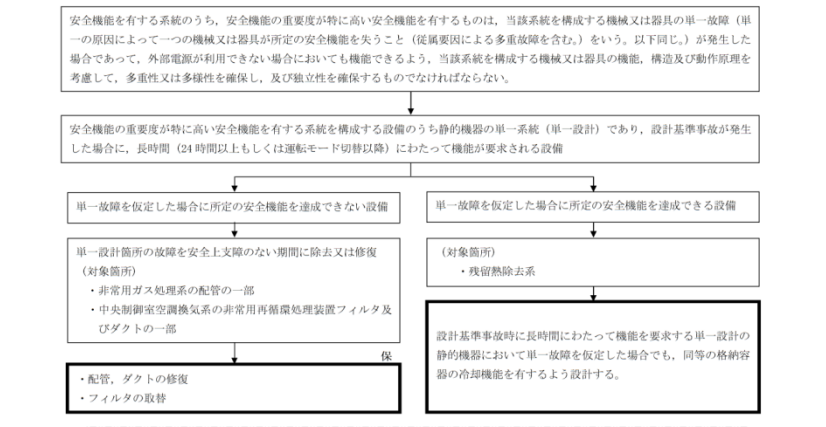 安全機能を有する系統のうち，安全機能の重要度が特に高い安全機能を有するものは，当該系統を構成する機械又は器具の単一故障（単
一の原因によって一つの機械又は器具が所定の安全機能を失うこと（従属要因による多重故障を含む。）をいう。以下同じ。）が発生した
場合であって，外部電源が利用できない場合においても機能できるよう，当該系統を構成する機械又は器具の機能，構造及び動作原理を
考慮して，多重性又は多様性を確保し，及び独立性を確保するものでなければならない。
安全機能の重要度が特に高い安全機能を有する系統を構成する設備のうち静的機器の単一系統（単一設計）であり，設計基準事故が発生
した場合に，長時間（24 時間以上もしくは運転モード切替以降）にわたって機能が要求される設備
単一故障を仮定した場合に所定の安全機能を達成できない設備
単一設計箇所の故障を安全上支障のない期間に除去又は修復
（対象箇所）
・非常用ガス処理系の配管の一部
・中央制御室空調換気系の非常用再循環処理装置フィルタ及
びダクトの一部
保
・配管，ダクトの修復
・フィルタの取替
単一故障を仮定した場合に所定の安全機能を達成できる設備
（対象箇所）
・残留熱除去系
設計基準事故時に長時間にわたって機能を要求する単一設計の
静的機器において単一故障を仮定した場合でも，同等の格納容
器の冷却機能を有するよう設計する。